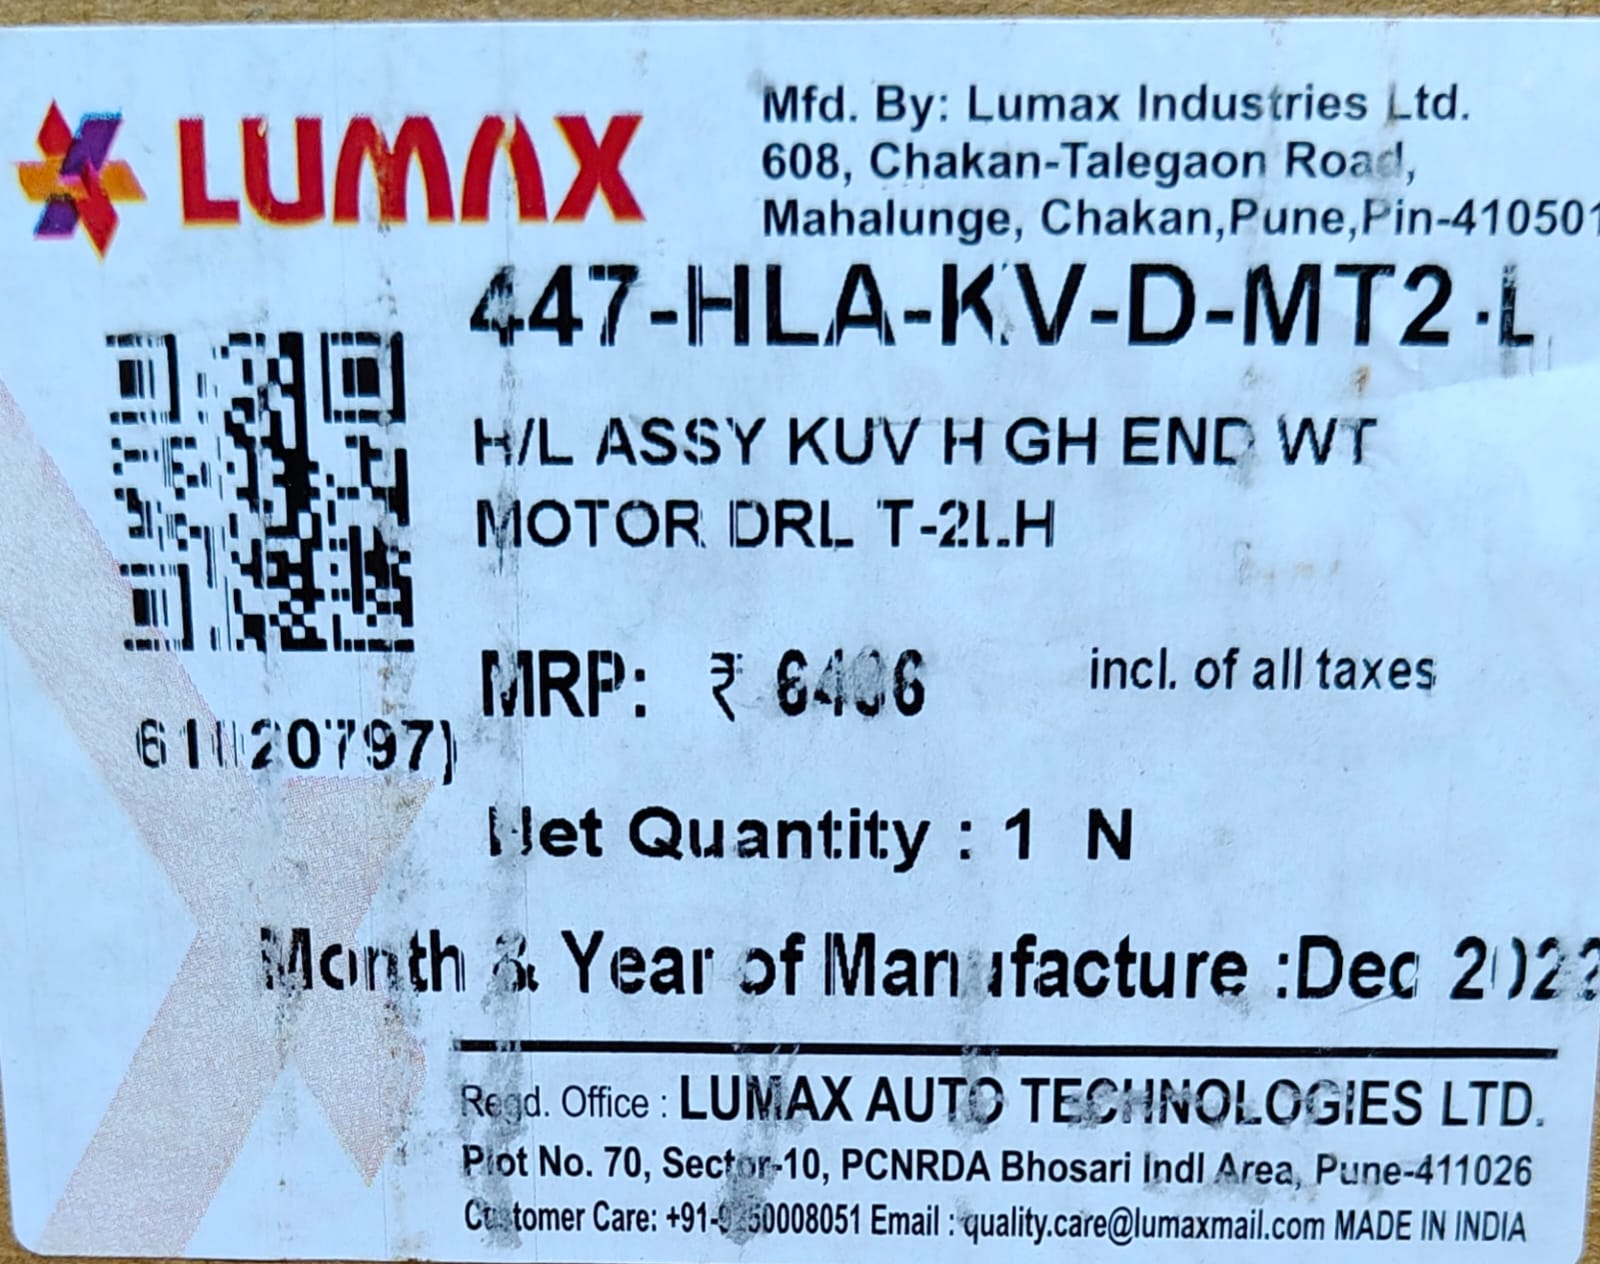 LUMAX
Mfd. By: Lumax Industries Ltd.
608, Chakan-Talegaon Road,
Mahalunge, Chakan,Pune,Pin-410501
447-HLA-KV-D-MT2-L
H/L ASSY KUV HIGH END WT
MOTOR DRL T-2LH
MRP: ₹ incl. of all taxes
Net Quantity : 1 N
Month & Year of Manufacture :Dec
Regd. Office : LUMAX AUTO TECHNOLOGIES LTD.
Plot No. 70, Sector-10, PCNRDA Bhosari Indl Area, Pune-411026
Customer Care: Email : quality.care@lumaxmail.com MADE IN INDIA